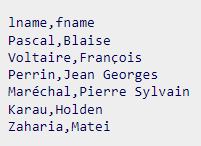 lname,fname
Pascal,Blaise
Voltaire,François
Perrin,Jean Georges
Maréchal,Pierre Sylvain
Karau,Holden
Zaharia,Matei